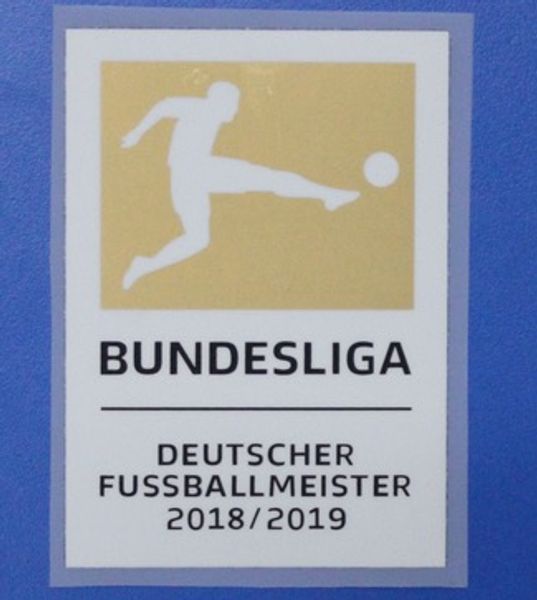 BUNDESLIGA
DEUTSCHER
FUSSBALLMEISTER
2018/2019